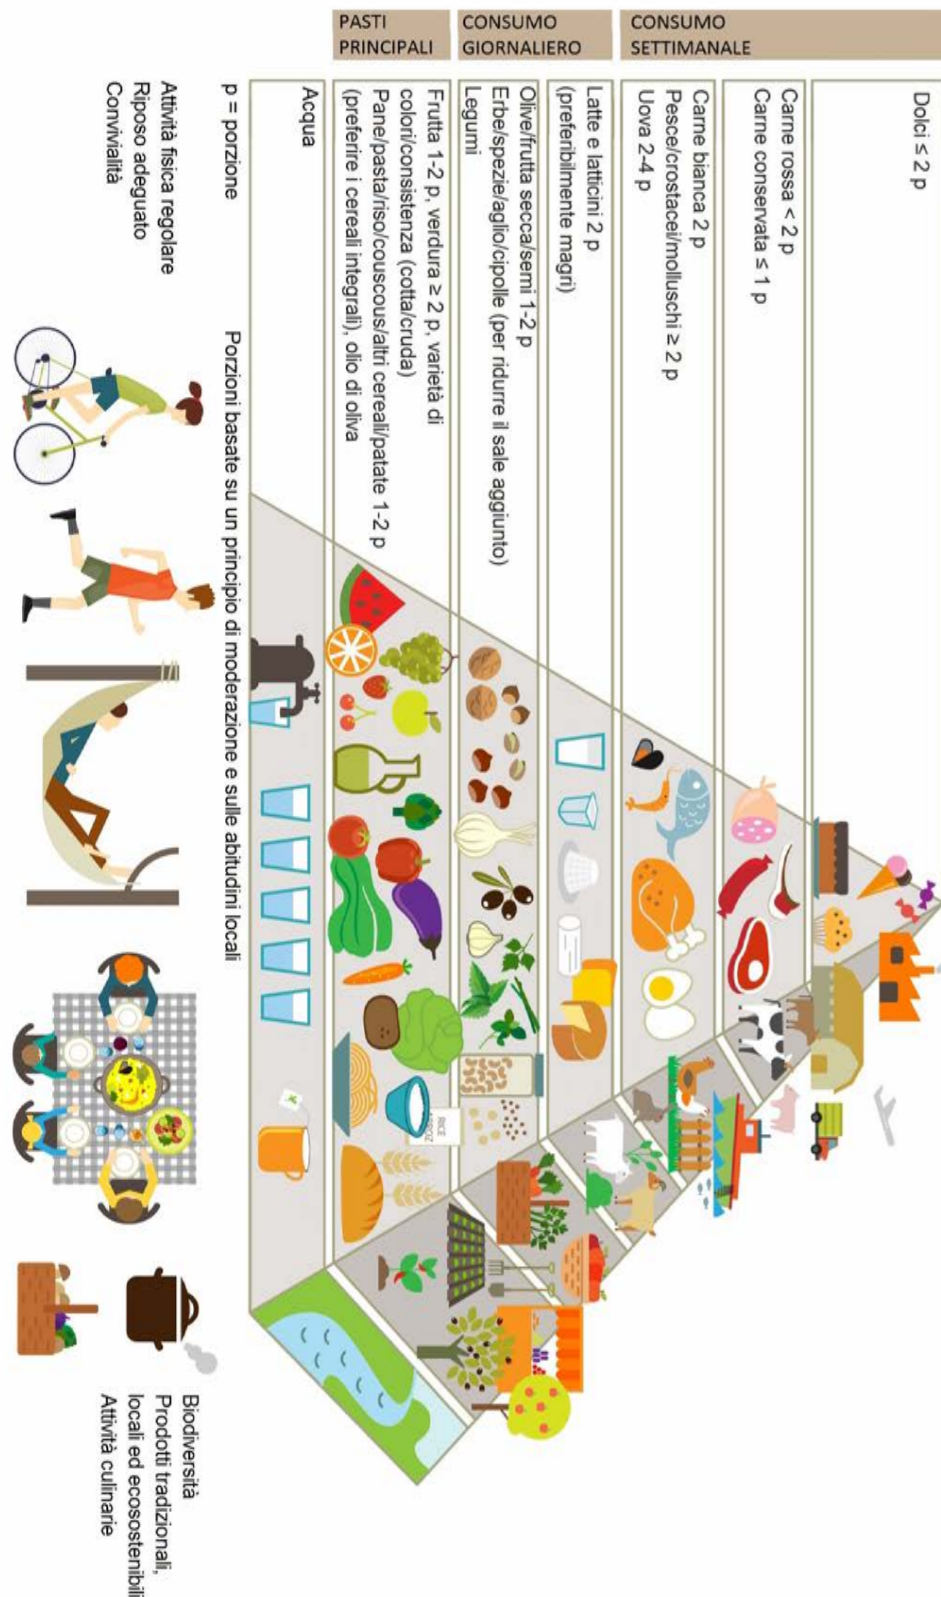 CONSUMO
SETTIMANALE
CONSUMO
GIORNALIERO
PASTI
PRINCIPALI
Dolci ≤ 2 p
Carne rossa < 2 p
Carne conservata ≤ 1 p
Carne bianca 2 p
Pesce/crostacei/molluschi ≥ 2 p
Uova 2-4 p
Latte e latticini 2 p
(preferibilmente magri)
Olive/frutta secca/semi 1-2 p
Erbe/spezie/aglio/cipolle (per ridurre il sale aggiunto)
Legumi
Frutta 1-2 p, verdura ≥ 2 p, varietà di
colori/consistenza (cotta/cruda)
Pane/pasta/riso/couscous/altri cereali/patate 1-2 p
(preferire i cereali integrali), olio di oliva
Acqua
RICE
p = porzione
Porzioni basate su un principio di moderazione e sulle abitudini locali
Attività fisica regolare
Riposo adeguato
Convivialità
Biodiversità
Prodotti tradizionali,
locali ed ecosostenibili
Attività culinarie